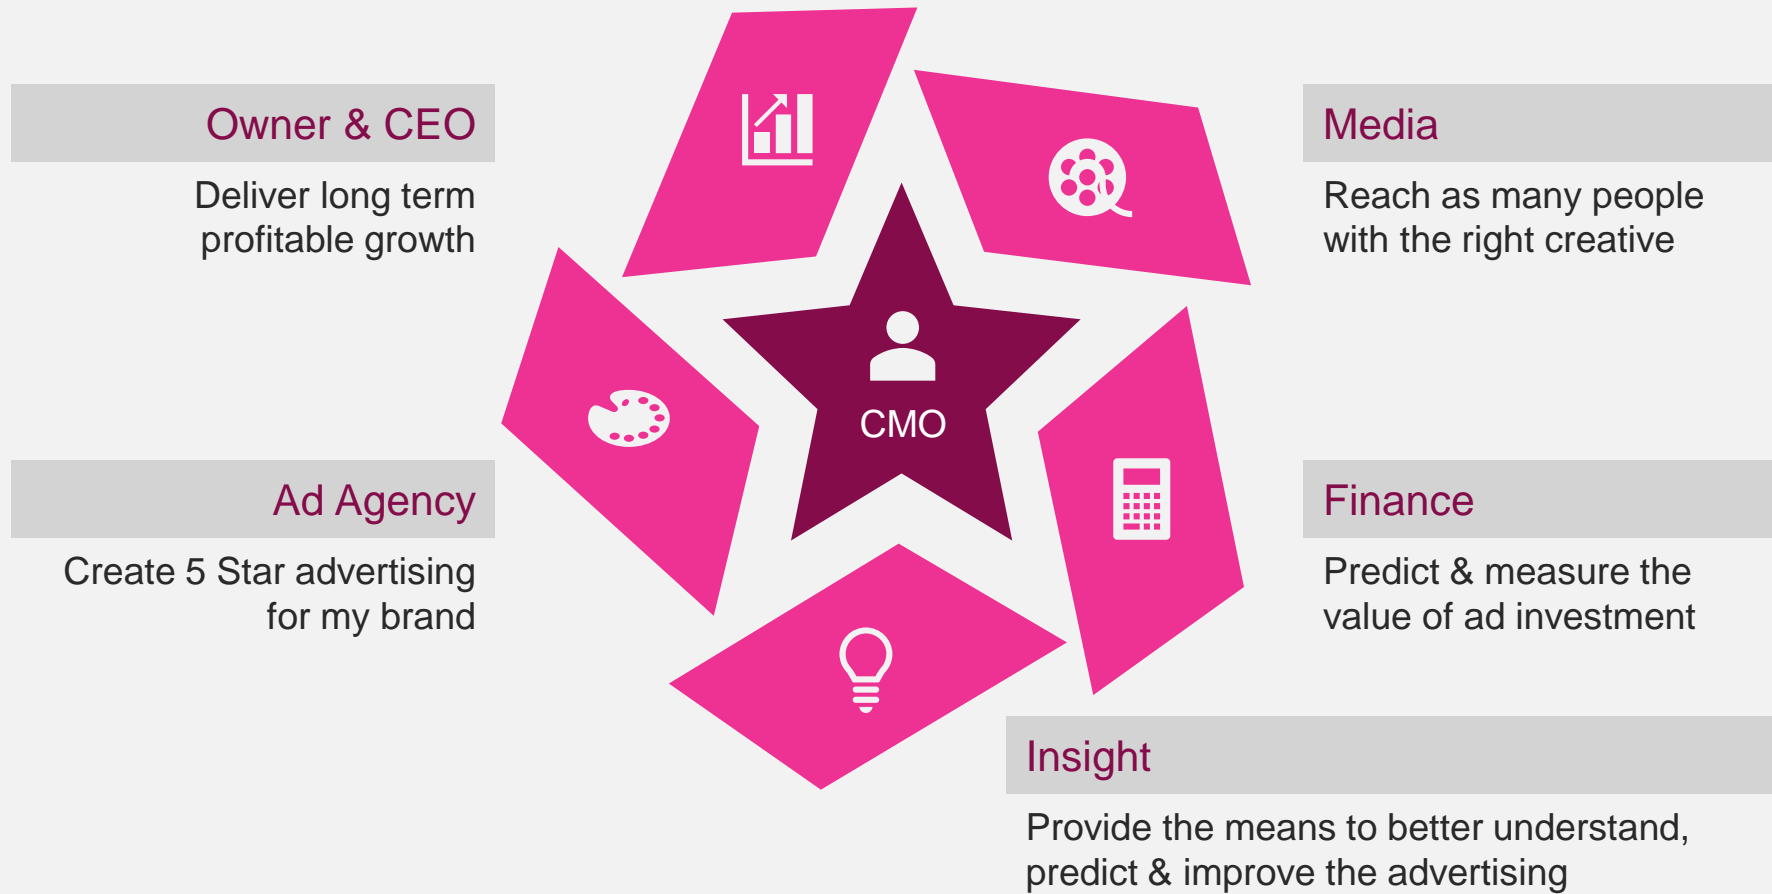 Owner & CEO
Deliver long term
profitable growth
Media
Reach as many people
with the right creative
CMO
Ad Agency
Create 5 Star advertising
for my brand
Finance
Predict & measure the
value of ad investment
Insight
Provide the means to better understand,
predict & improve the advertising